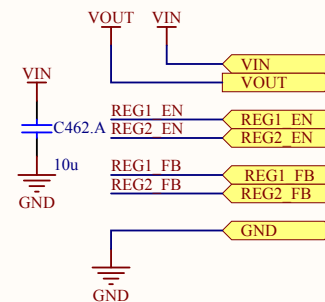 VOUT VIN
VIN
VOUT
VIN
C462.A
10u
GND
REG1_EN REG1_EN
REG2_EN REG2_EN
REG1_FB REG1_FB
REG2_FB REG2_FB
GND
GND